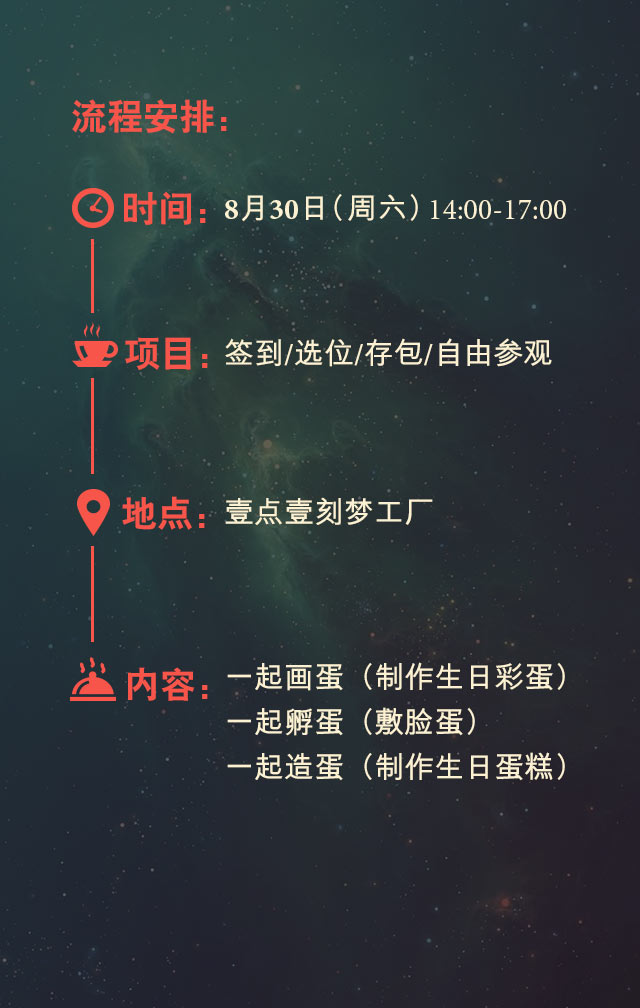 流程安排：
时间：8月30日（周六）14:00-17:00
项目：签到/选位/存包/自由参观
地点：壹点壹刻梦工厂
内容：一起画蛋（制作生日彩蛋）
一起孵蛋（敷脸蛋）
一起造蛋（制作生日蛋糕）